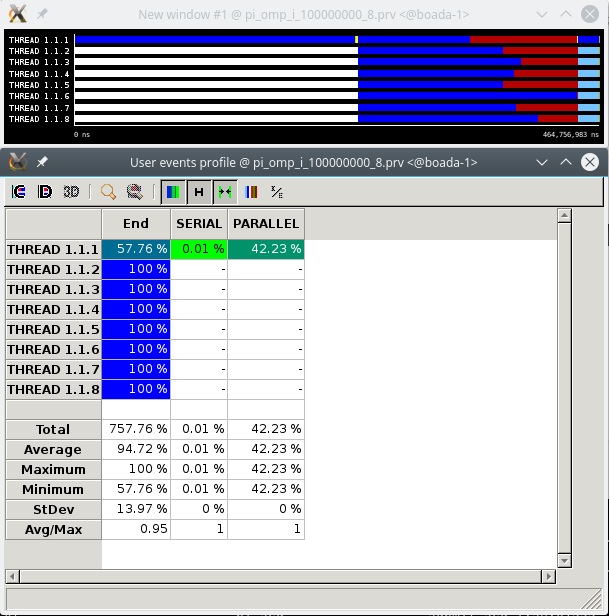 New window #1 @ pi_omp_i_100000000_8.prv <@boada-1>
THREAD 1.1.1
THREAD 1.1.2
THREAD 1.1.3
THREAD 1.1.4
THREAD 1.1.5
THREAD 1.1.6
THREAD 1.1.7
THREAD 1.1.8
0 ns 464,756,983 ns
User events profile @ pi_omp_i_100000000_8.prv <@boada-1>
3D
End SERIAL PARALLEL
THREAD 1.1.1 57.76 % 0.01 % 42.23 %
THREAD 1.1.2 100 % - -
THREAD 1.1.3 100 % - -
THREAD 1.1.4 100 % - -
THREAD 1.1.5 100 % - -
THREAD 1.1.6 100 % - -
THREAD 1.1.7 100 % - -
THREAD 1.1.8 100 % - -
Total 757.76 % 0.01 % 42.23 %
Average 94.72 % 0.01 % 42.23 %
Maximum 100 % 0.01 % 42.23 %
Minimum 57.76 % 0.01 % 42.23 %
StDev 13.97 % 0 % 0 %
Avg/Max 0.95 1 1